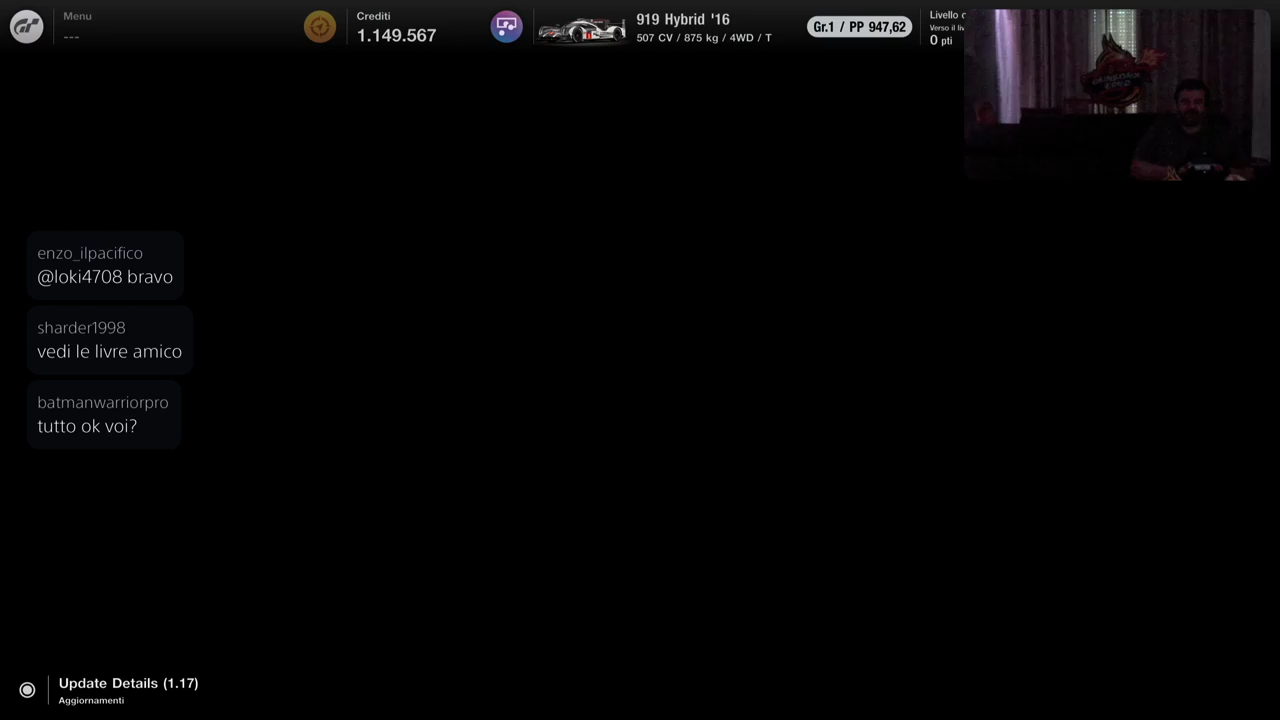 Menu
---
Crediti
1.149.567
919 Hybrid '16
507 CV / 875 kg / 4WD / T
Gr.1 / PP 947,62
Livello
Verso il
0 pti
enzo_ilpacifico
@loki4708 bravo
sharder1998
vedi le livre amico
batmanwarriorpro
tutto ok voi?
Update Details (1.17)
Aggiornamenti